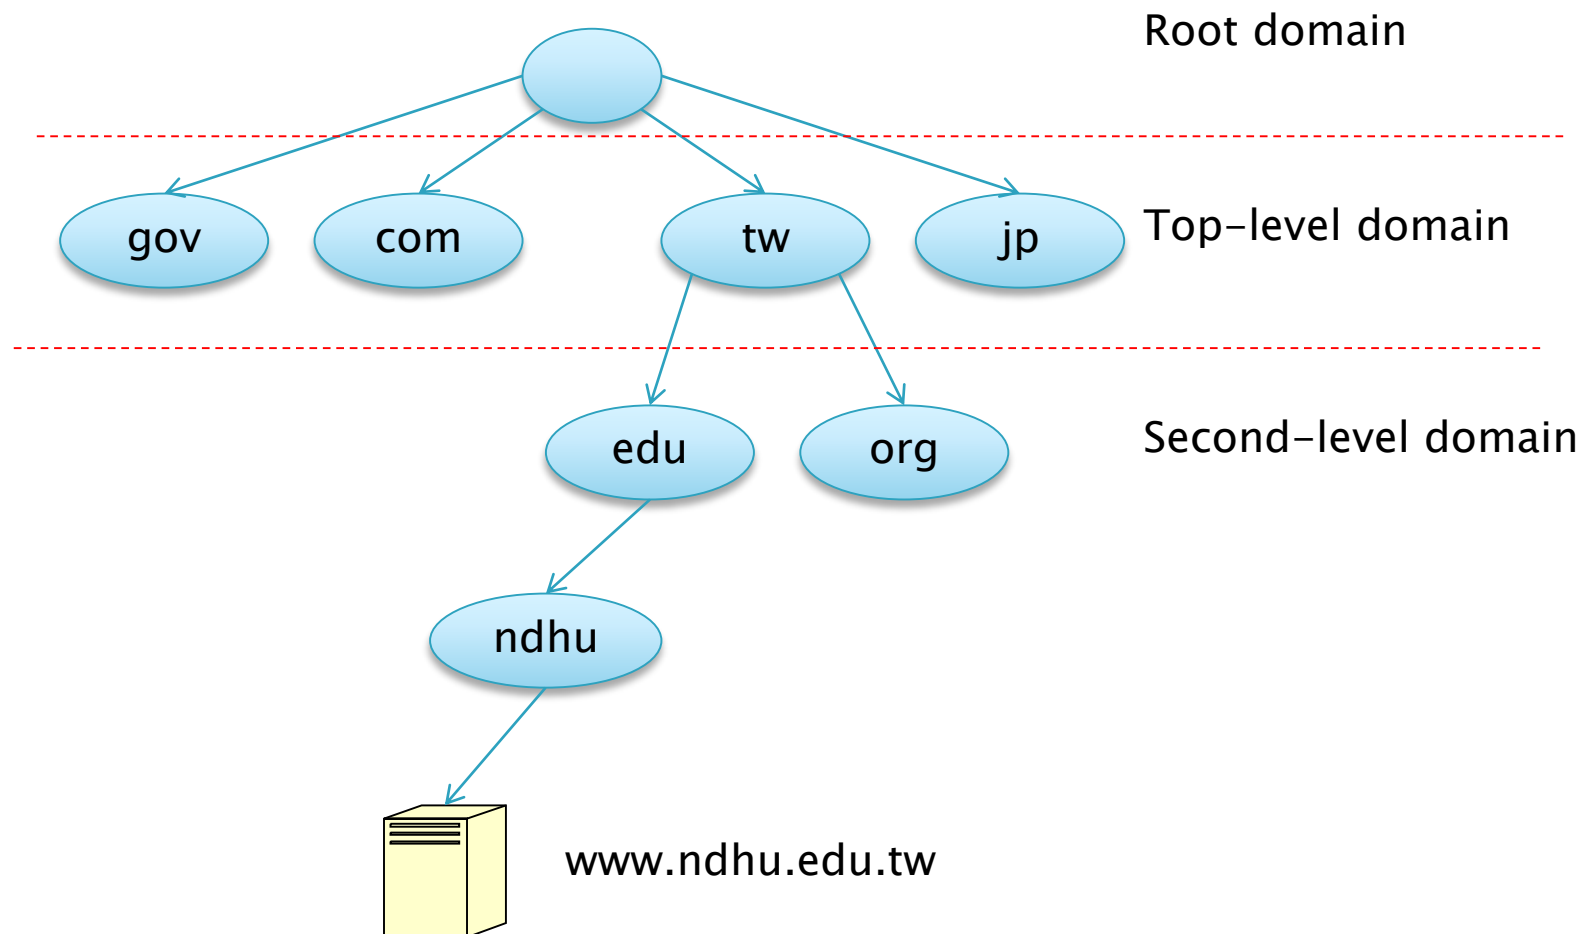 Root domain
gov
com
tw
jp
Top-level domain
edu
org
Second-level domain
ndhu
www.ndhu.edu.tw